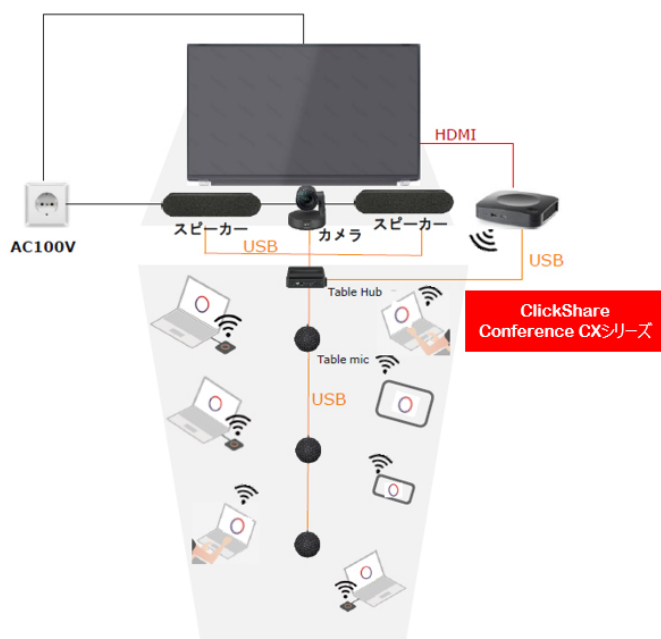 HDMI
スピーカー
カメラ
スピーカー
AC100V
USB
USB
Table Hub
ClickShare
Conference CXシリーズ
Table mic
USB